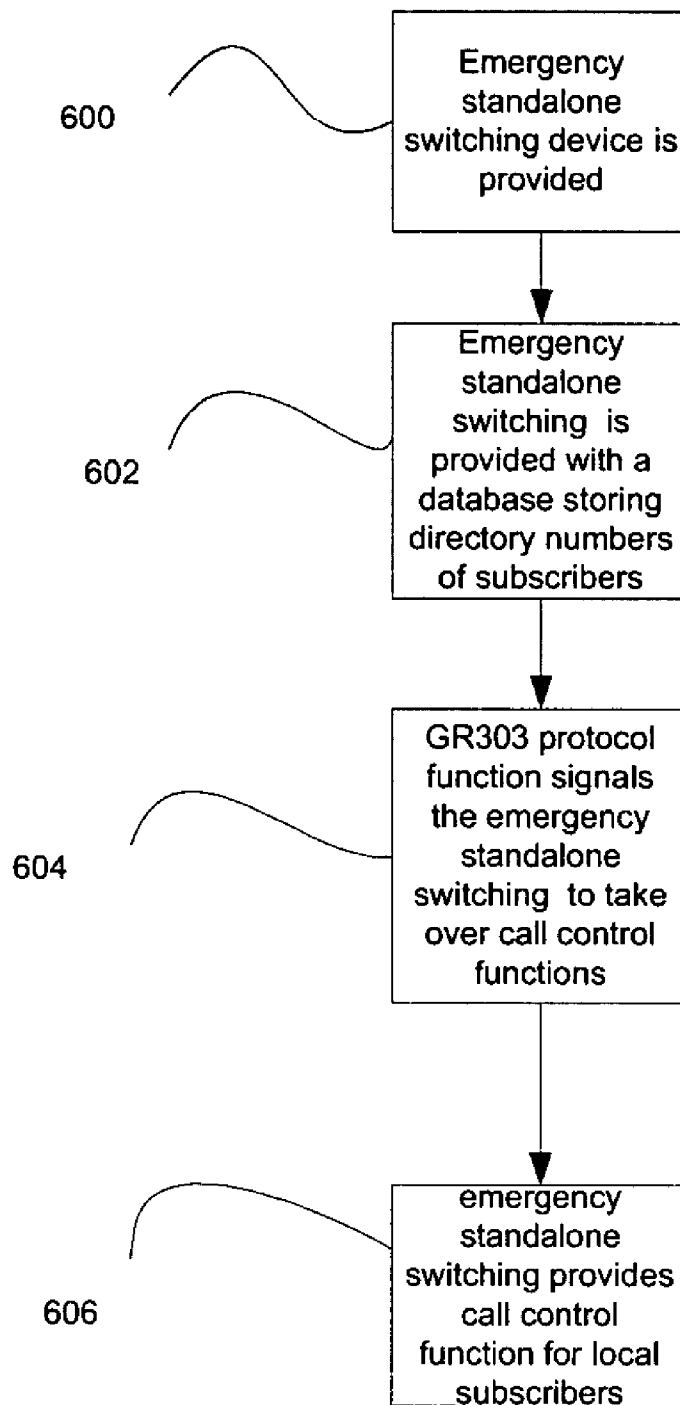 600
Emergency
standalone
switching device is
provided
602
Emergency
standalone
switching is
provided with a
database storing
directory numbers
of subscribers
604
GR303 protocol
function signals
the emergency
standalone
switching to take
over call control
functions
606
emergency
standalone
switching provides
call control
function for local
subscribers